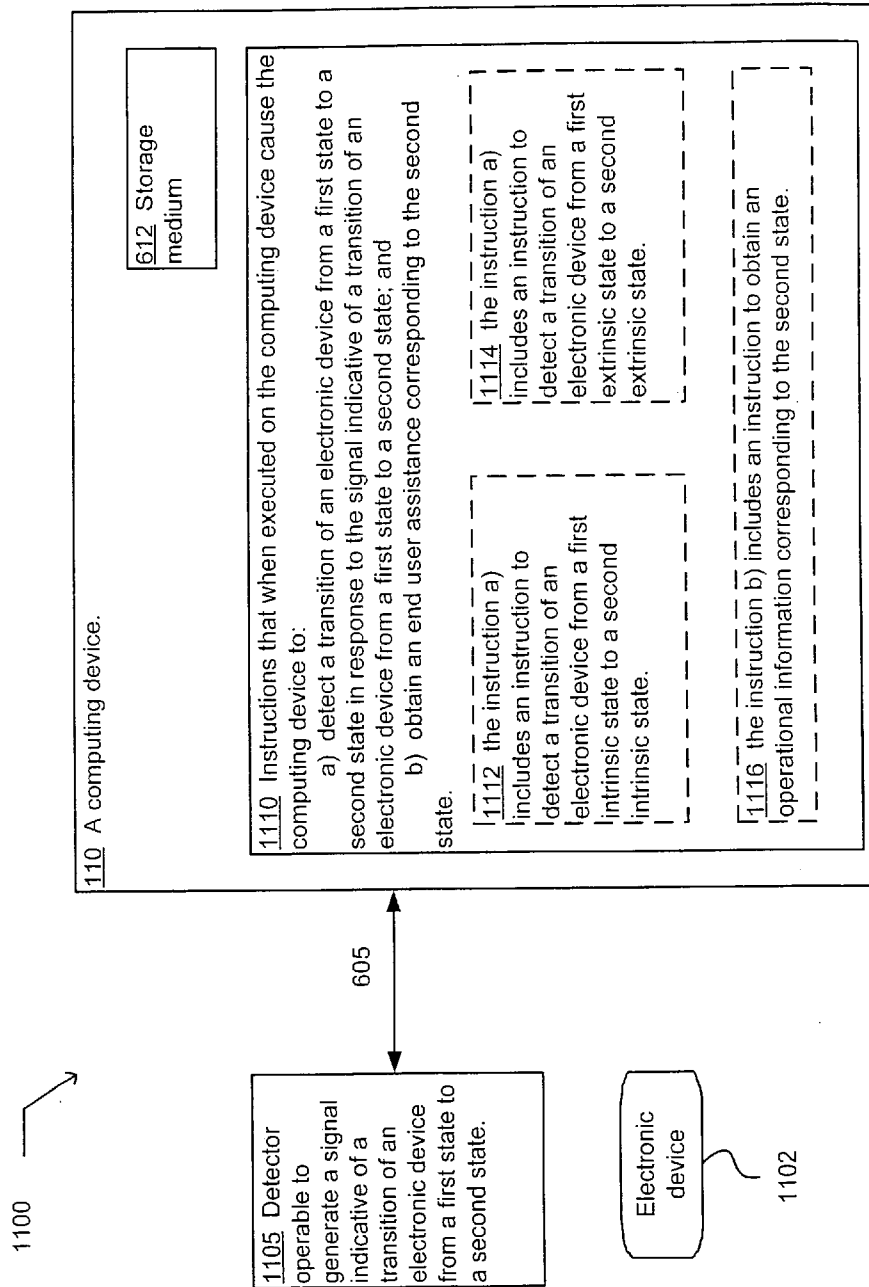 1100
1105 Detector
operable to
generate a signal
indicative of a
transition of an
electronic device
from a first state to
a second state.
Electronic
device
1102
605
110 A computing device.
612 Storage
medium
1110 Instructions that when executed on the computing device cause the
computing device to:
a) detect a transition of an electronic device from a first state to a
second state in response to the signal indicative of a transition of an
electronic device from a first state to a second state; and
b) obtain an end user assistance corresponding to the second
state.
1112 the instruction a)
includes an instruction to
detect a transition of an
electronic device from a first
intrinsic state to a second
intrinsic state.
1114 the instruction a)
includes an instruction to
detect a transition of an
electronic device from a first
extrinsic state to a second
extrinsic state.
1116 the instruction b) includes an instruction to obtain an
operational information corresponding to the second state.